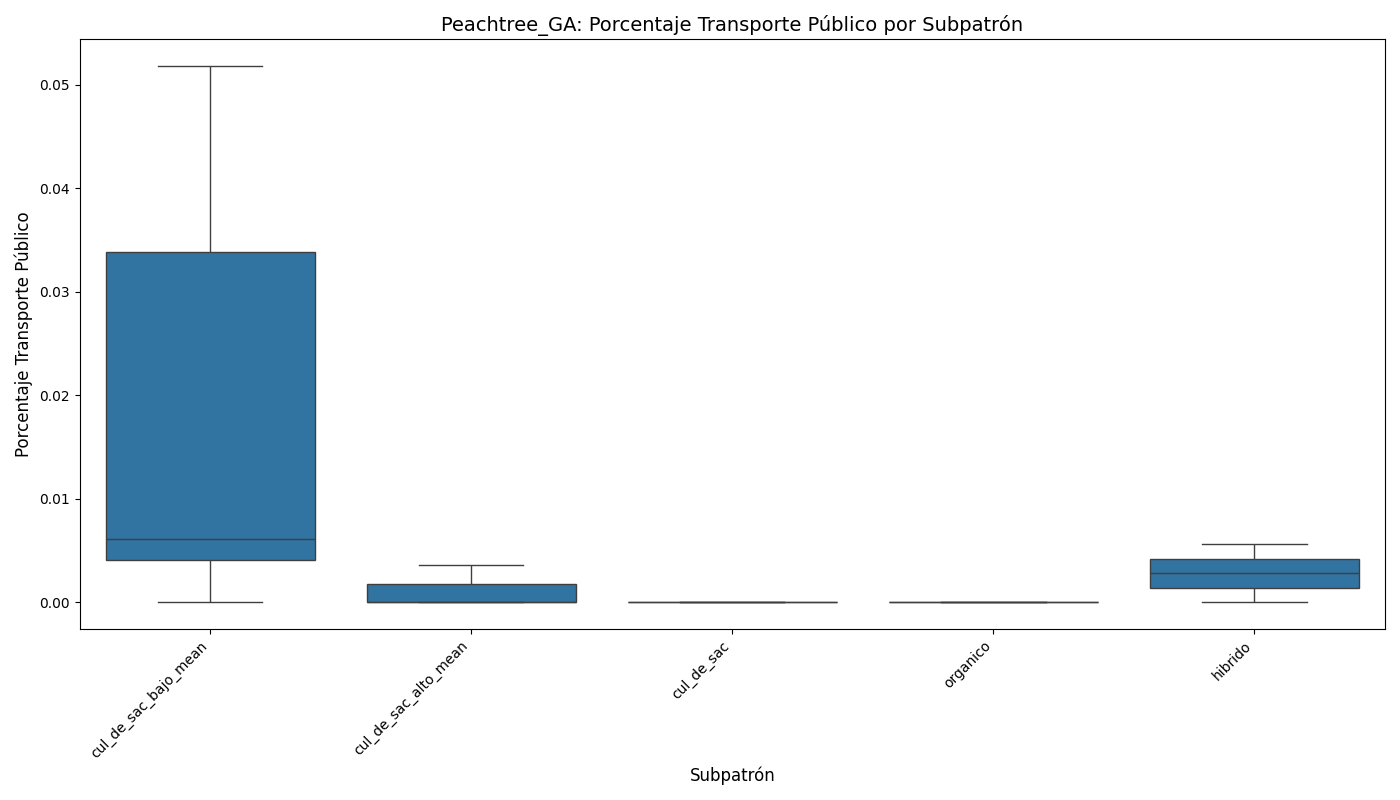 Peachtree_GA: Porcentaje Transporte Público por Subpatrón
Porcentaje Transporte Público
0.05
0.04
0.03
0.02
0.01
0.00
cul_de_sac_bajo_mean
cul_de_sac_alto_mean
cul_de_sac
organico
hibrido
Subpatrón